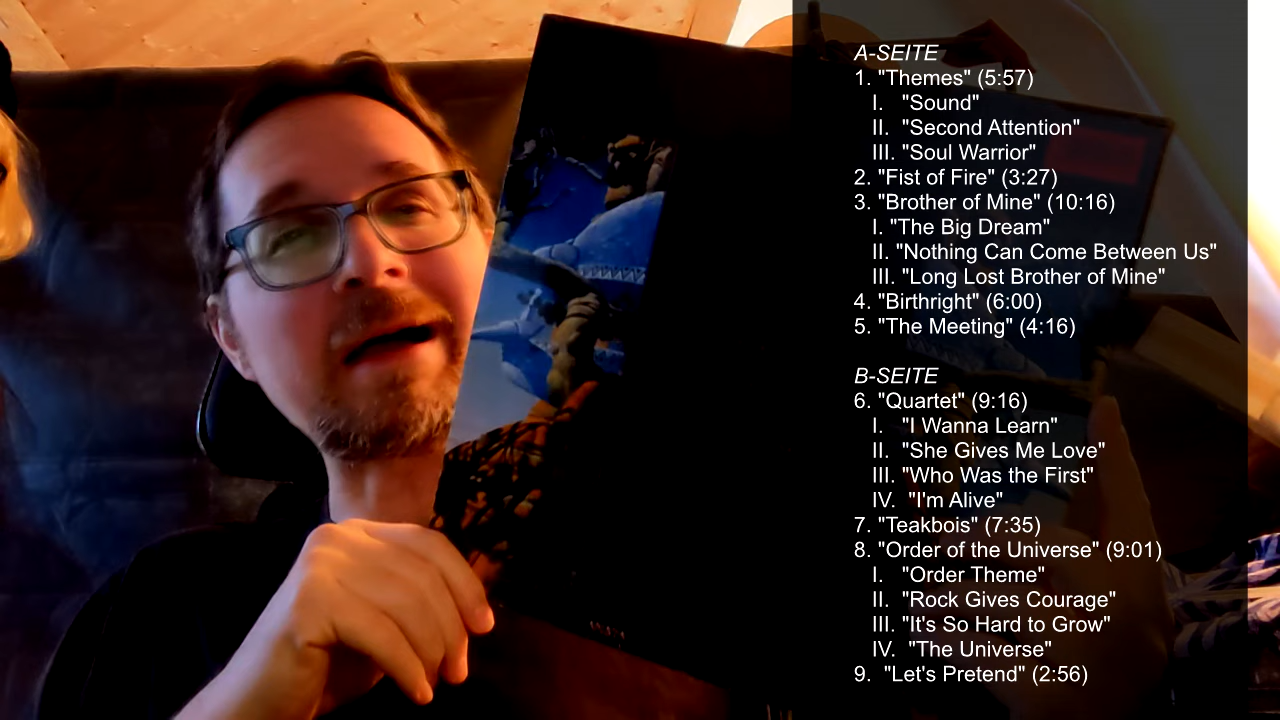 A-SEITE
1. "Themes" (5:57)
I. "Sound"
II. "Second Attention"
III. "Soul Warrior"
2. "Fist of Fire" (3:27)
3. "Brother of Mine" (10:16)
I. "The Big Dream"
II. "Nothing Can Come Between Us"
III. "Long Lost Brother of Mine"
4. "Birthright" (6:00)
5. "The Meeting" (4:16)
B-SEITE
6. "Quartet" (9:16)
I. "I Wanna Learn"
II. "She Gives Me Love"
III. "Who Was the First"
IV. "I'm Alive"
7. "Teakbois" (7:35)
8. "Order of the Universe" (9:01)
I. "Order Theme"
II. "Rock Gives Courage"
III. "It's So Hard to Grow"
IV. "The Universe"
9. "Let's Pretend" (2:56)